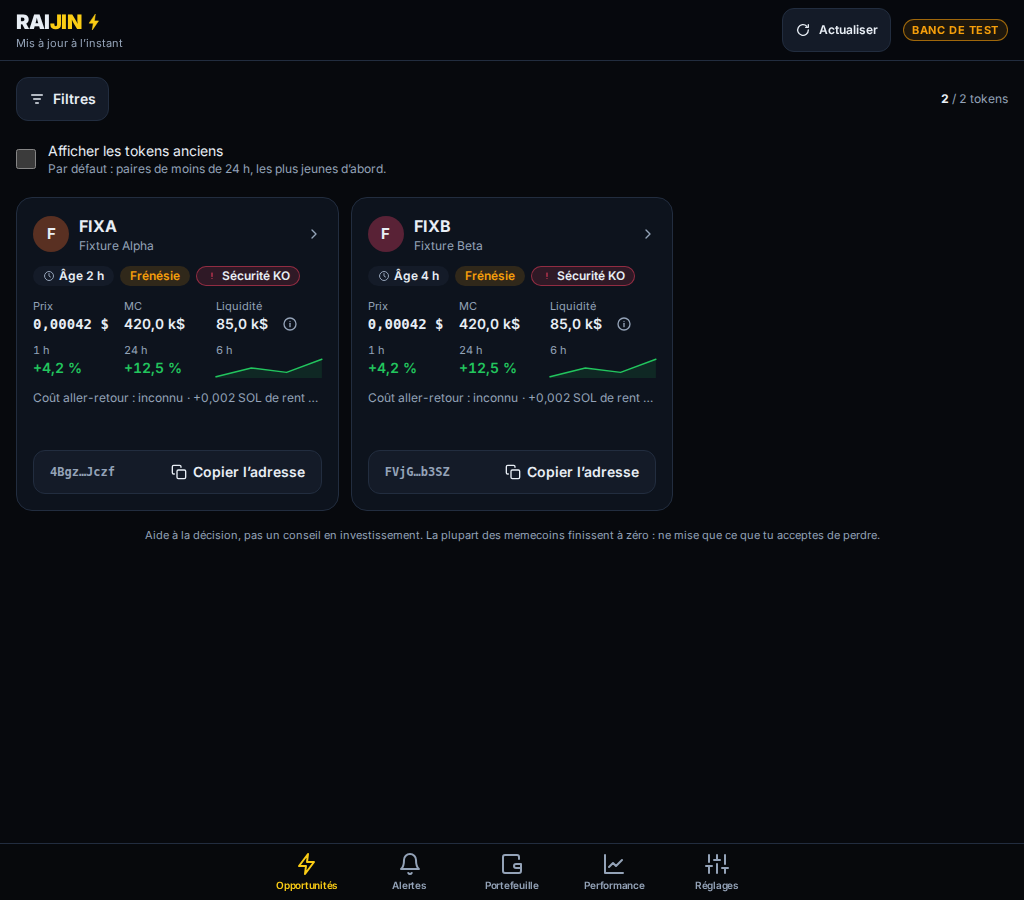 RAIJIN
Mis à jour à l'instant
Actualiser
BANC DE TEST
Filtres
2 / 2 tokens
Afficher les tokens anciens
Par défaut : paires de moins de 24 h, les plus jeunes d’abord.
F
FIXA
Fixture Alpha
Âge 2 h
Frénésie
! Sécurité KO
Prix
MC
Liquidité
0,00042 $
420,0 k$
85,0 k$
1 h
24 h
6 h
+4,2 %
+12,5 %
Coût aller-retour : inconnu · +0,002 SOL de rent …
4Bgz…Jczf
Copier l’adresse
F
FIXB
Fixture Beta
Âge 4 h
Frénésie
! Sécurité KO
Prix
MC
Liquidité
0,00042 $
420,0 k$
85,0 k$
1 h
24 h
6 h
+4,2 %
+12,5 %
Coût aller-retour : inconnu · +0,002 SOL de rent …
FVjG…b3SZ
Copier l’adresse
Aide à la décision, pas un conseil en investissement. La plupart des memecoins finissent à zéro : ne mise que ce que tu acceptes de perdre.
Opportunités
Alertes
Portefeuille
Performance
Réglages